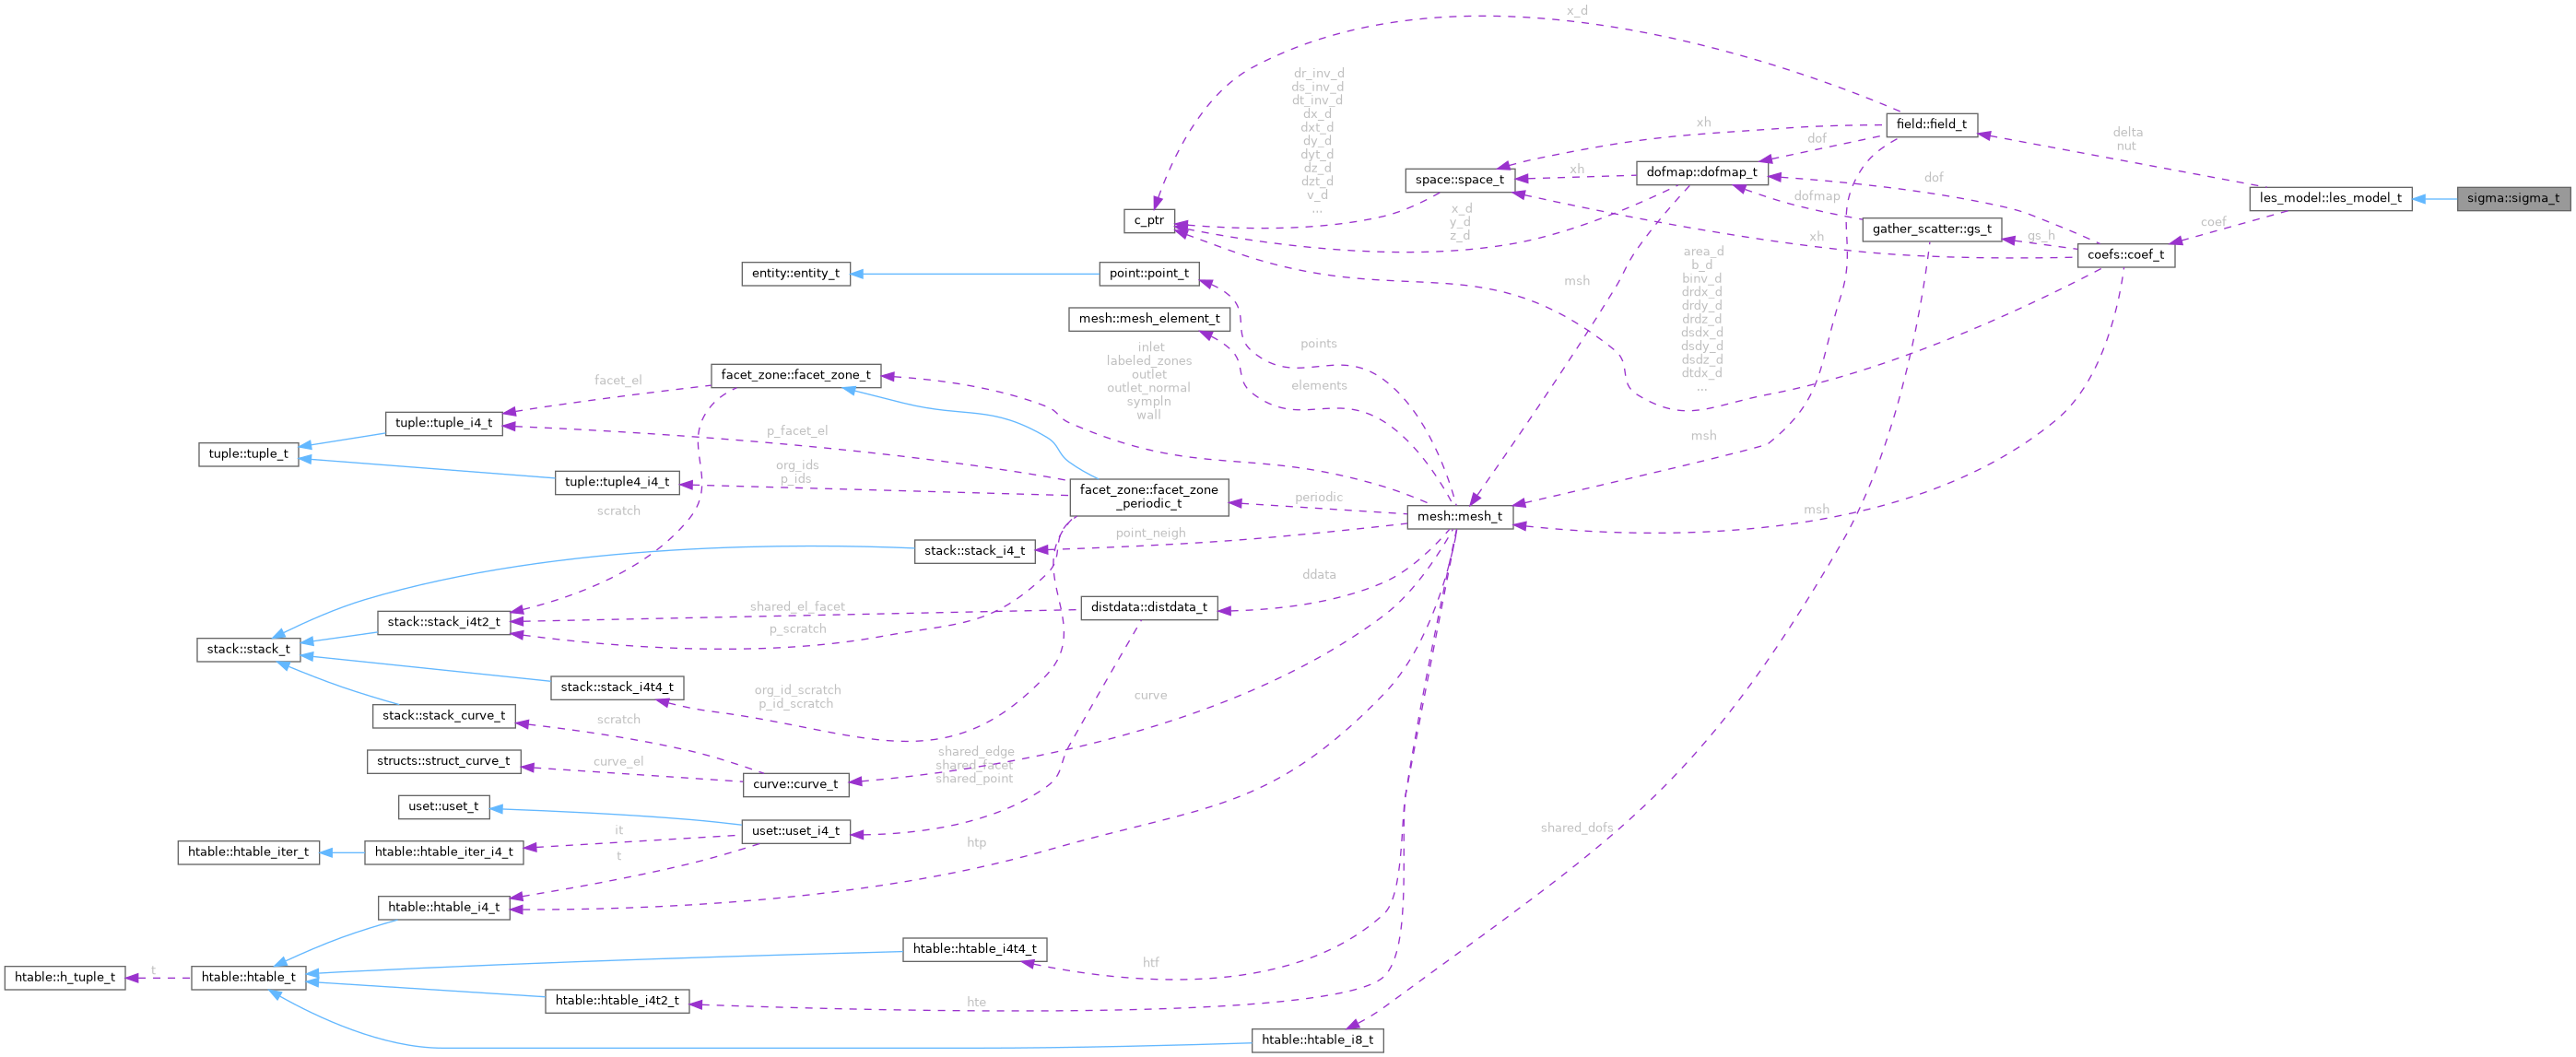 x_d
dr_inv_d
ds_inv_d
dt_inv_d
dx_d
dxt_d
dy_d
dyt_d
dz_d
dzt_d
v_d
...
field::field_t
xh
delta
nut
dof
dofmap::dofmap_t
xh
space::space_t
dof
les_model::les_model_t
sigma::sigma_t
dofmap
x_d
y_d
z_d
c_ptr
coef
gather_scatter::gs_t
gs_h
xh
coefs::coef_t
area_d
b_d
binv_d
drdx_d
drdy_d
drdz_d
dsdx_d
dsdy_d
dsdz_d
dtdx_d
...
entity::entity_t
point::point_t
msh
mesh::mesh_element_t
points
inlet
labeled_zones
outlet
outlet_normal
sympln
wall
elements
facet_zone::facet_zone_t
facet_el
tuple::tuple_i4_t
p_facet_el
msh
tuple::tuple_t
org_ids
p_ids
tuple::tuple4_i4_t
facet_zone::facet_zone
_periodic_t
periodic
scratch
msh
mesh::mesh_t
point_neigh
stack::stack_i4_t
ddata
shared_el_facet
distdata::distdata_t
stack::stack_i4t2_t
p_scratch
stack::stack_t
stack::stack_i4t4_t
org_id_scratch
p_id_scratch
curve
stack::stack_curve_t
scratch
shared_edge
shared_facet
shared_point
structs::struct_curve_t
curve_el
curve::curve_t
uset::uset_t
it
uset::uset_i4_t
shared_dofs
htp
htable::htable_iter_t
htable::htable_iter_i4_t
t
htable::htable_i4_t
htable::htable_i4t4_t
htf
htable::h_tuple_t
t
htable::htable_t
htable::htable_i4t2_t
hte
htable::htable_i8_t